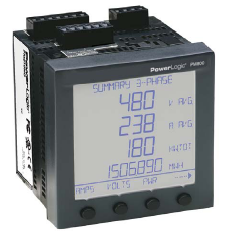 PowerLogic PM800
SUMMARY 3-PHASE
480 V AVG
238 A AVG
180 KWTOT
1506890 MWH
AMPS VOLTS PWR --->